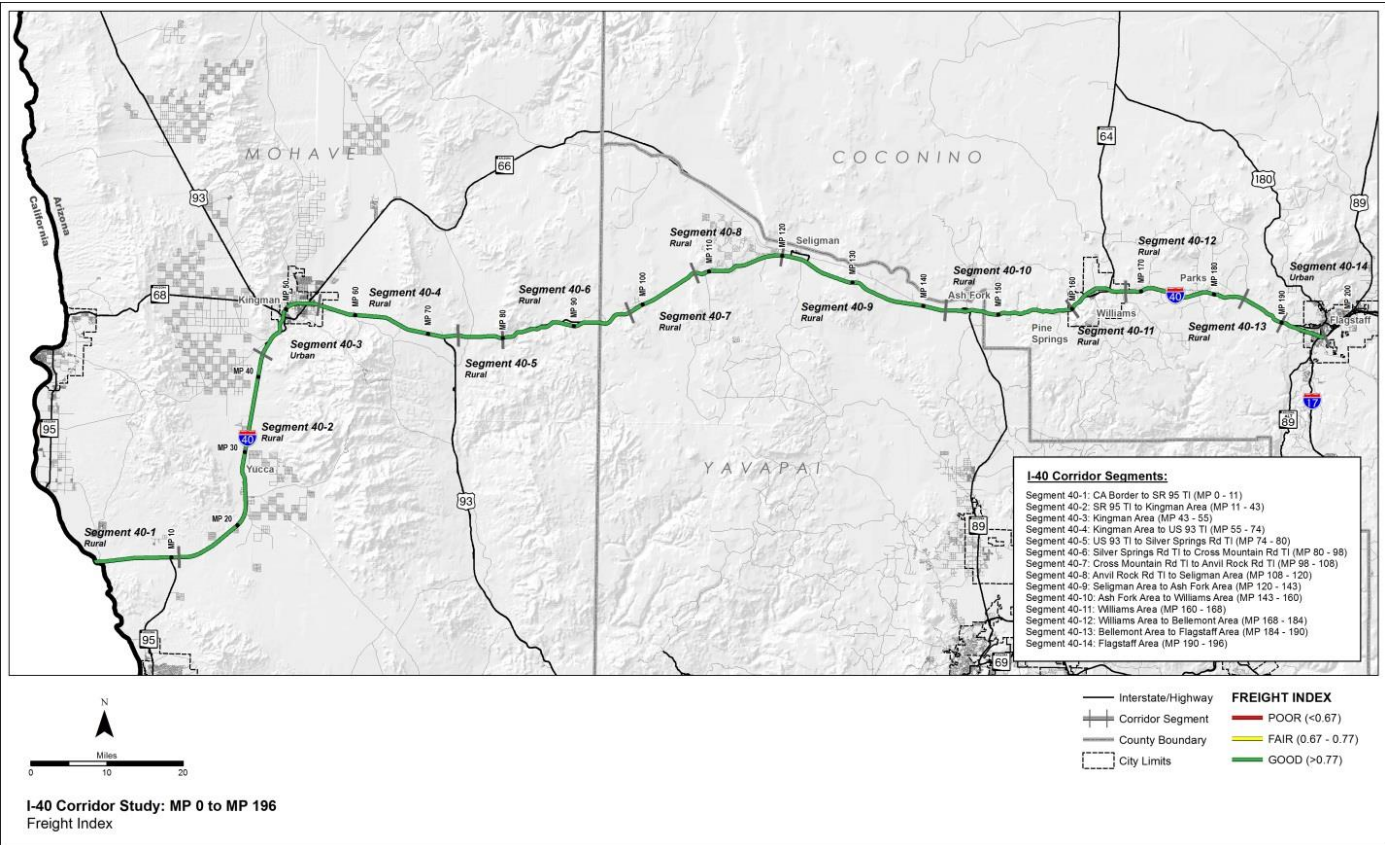 MOHAVE
COCONINO
YAVAPAI
Arizona
California
93
66
64
180
89
68
95
95
93
89
69
ALT 89
17
40
40
Kingman
Yucca
Seligman
Ash Fork
Pine
Springs
Williams
Parks
Flagstaff
Segment 40-1
Rural
Segment 40-2
Rural
Segment 40-3
Urban
Segment 40-4
Rural
Segment 40-5
Rural
Segment 40-6
Rural
Segment 40-7
Rural
Segment 40-8
Rural
Segment 40-9
Rural
Segment 40-10
Rural
Segment 40-11
Rural
Segment 40-12
Rural
Segment 40-13
Rural
Segment 40-14
Urban
MP 10
MP 20
MP 30
MP 40
MP 50
MP 60
MP 70
MP 80
MP 90
MP 100
MP 110
MP 120
MP 130
MP 140
MP 150
MP 160
MP 170
MP 180
MP 190
MP 200
I-40 Corridor Segments:
Segment 40-1: CA Border to SR 95 TI (MP 0 - 11)
Segment 40-2: SR 95 TI to Kingman Area (MP 11 - 43)
Segment 40-3: Kingman Area (MP 43 - 55)
Segment 40-4: Kingman Area to US 93 TI (MP 55 - 74)
Segment 40-5: US 93 TI to Silver Springs Rd TI (MP 74 - 80)
Segment 40-6: Silver Springs Rd TI to Cross Mountain Rd TI (MP 80 - 98)
Segment 40-7: Cross Mountain Rd TI to Anvil Rock Rd TI (MP 98 - 108)
Segment 40-8: Anvil Rock Rd TI to Seligman Area (MP 108 - 120)
Segment 40-9: Seligman Area to Ash Fork Area (MP 120 - 143)
Segment 40-10: Ash Fork Area to Williams Area (MP 143 - 160)
Segment 40-11: Williams Area (MP 160 - 168)
Segment 40-12: Williams Area to Bellemont Area (MP 168 - 184)
Segment 40-13: Bellemont Area to Flagstaff Area (MP 184 - 190)
Segment 40-14: Flagstaff Area (MP 190 - 196)
N
Miles
0 10 20
I-40 Corridor Study: MP 0 to MP 196
Freight Index
Interstate/Highway
Corridor Segment
County Boundary
City Limits
FREIGHT INDEX
POOR (<0.67)
FAIR (0.67 - 0.77)
GOOD (>0.77)